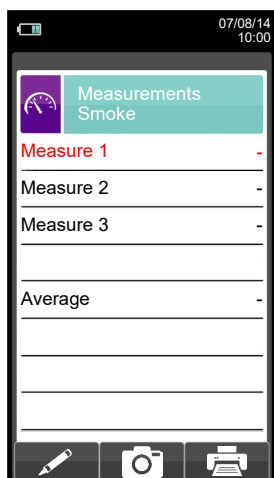 07/08/14
10:00
Measurements
Smoke
Measure 1 -
Measure 2 -
Measure 3 -
Average -